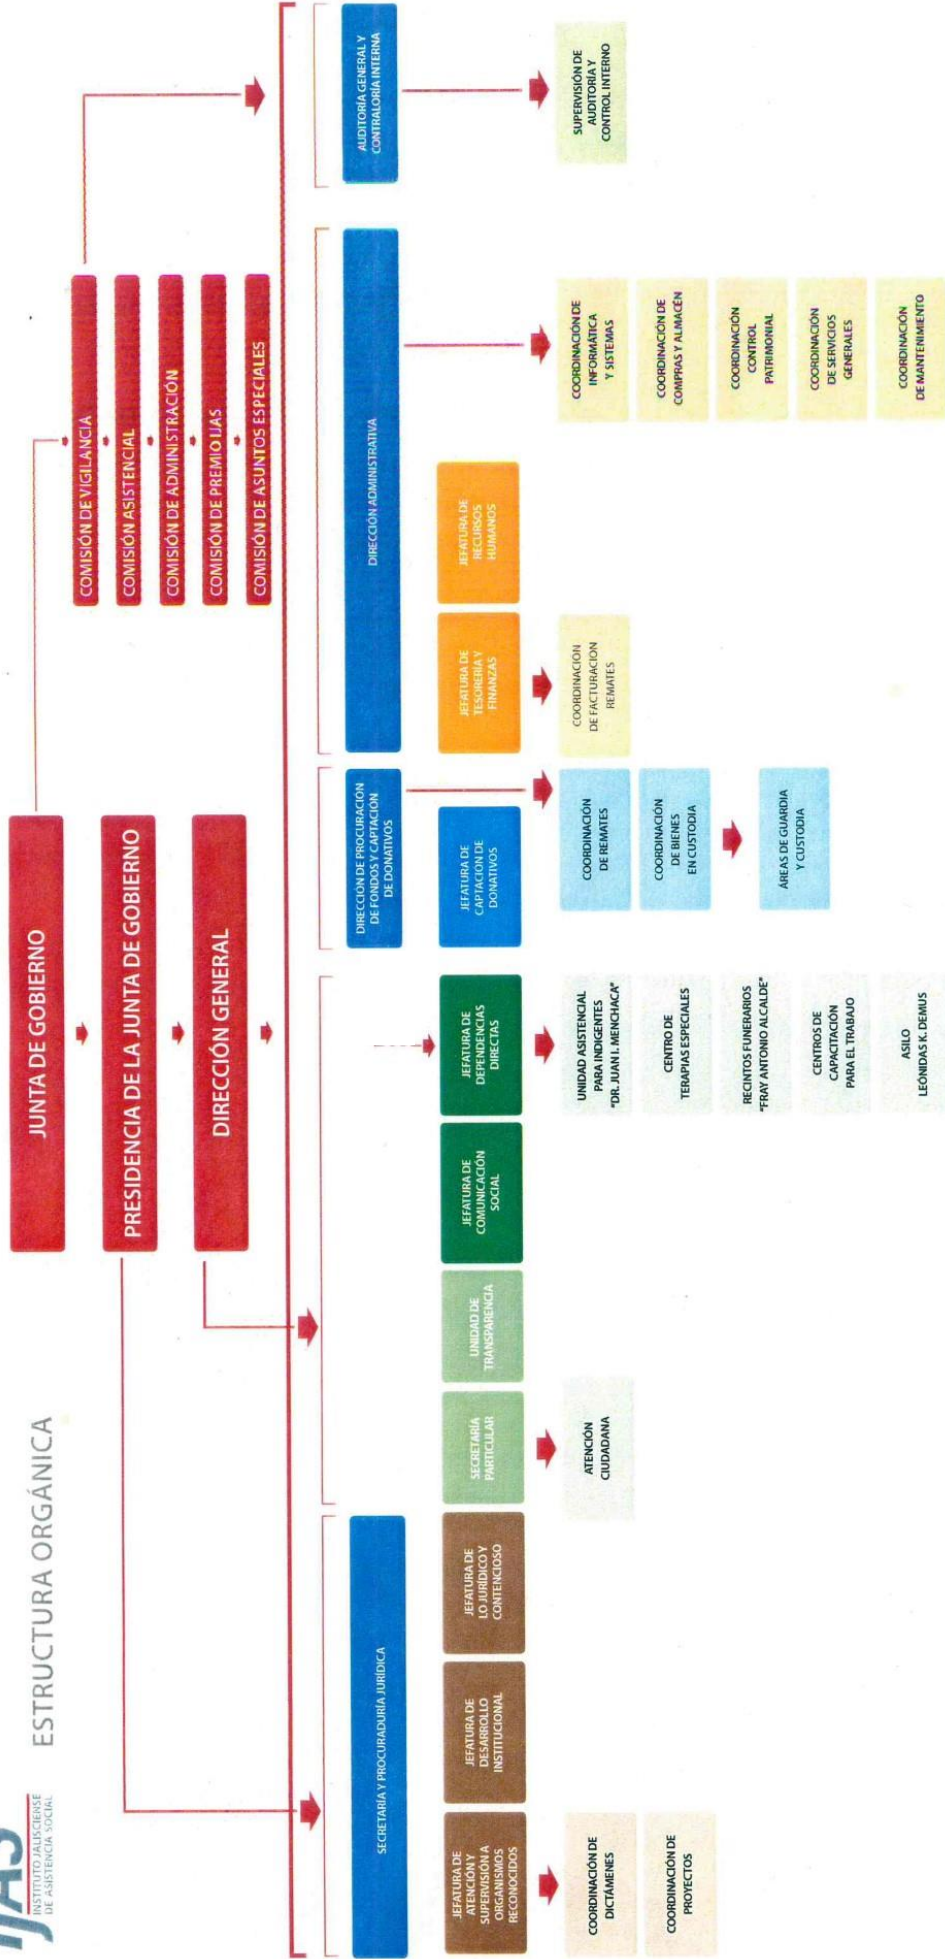 IJAS
INSTITUTO JALISCIENSE
DE ASISTENCIA SOCIAL
ESTRUCTURA ORGÁNICA
JUNTA DE GOBIERNO
PRESIDENCIA DE LA JUNTA DE GOBIERNO
DIRECCIÓN GENERAL
COMISIÓN DE VIGILANCIA
COMISIÓN ASISTENCIAL
COMISIÓN DE ADMINISTRACIÓN
COMISIÓN DE PREMIO IJAS
COMISIÓN DE ASUNTOS ESPECIALES
SECRETARÍA Y PROCURADURÍA JURÍDICA
DIRECCIÓN DE PROCURACIÓN
DE FONDOS Y CAPTACIÓN
DE DONATIVOS
DIRECCIÓN ADMINISTRATIVA
AUDITORÍA GENERAL Y
CONTRALORÍA INTERNA
JEFATURA DE
ATENCIÓN Y
SUPERVISIÓN A
ORGANISMOS
RECONOCIDOS
JEFATURA DE
DESARROLLO
INSTITUCIONAL
JEFATURA DE
LO JURÍDICO Y
CONTENCIOSO
SECRETARÍA
PARTICULAR
UNIDAD DE
TRANSPARENCIA
JEFATURA DE
COMUNICACIÓN
SOCIAL
JEFATURA DE
DEPENDENCIAS
DIRECTAS
JEFATURA DE
CAPTACIÓN DE
DONATIVOS
JEFATURA DE
TESORERÍA Y
FINANZAS
JEFATURA DE
RECURSOS
HUMANOS
COORDINACIÓN DE
DICTÁMENES
COORDINACIÓN DE
PROYECTOS
ATENCIÓN
CIUDADANA
UNIDAD ASISTENCIAL
PARA INDIGENTES
"DR. JUAN I. MENCHACA"
CENTRO DE
TERAPIAS ESPECIALES
RECINTOS FUNERARIOS
"FRAY ANTONIO ALCALDE"
CENTROS DE
CAPACITACIÓN
PARA EL TRABAJO
ASILO
LEÓNIDAS K. DEMUS
COORDINACIÓN
DE REMATES
COORDINACIÓN
DE BIENES
EN CUSTODIA
ÁREAS DE GUARDIA
Y CUSTODIA
COORDINACIÓN
DE FACTURACION
REMATES
COORDINACIÓN DE
INFORMÁTICA
Y SISTEMAS
COORDINACIÓN DE
COMPRAS Y ALMACÉN
COORDINACIÓN
CONTROL
PATRIMONIAL
COORDINACIÓN
DE SERVICIOS
GENERALES
COORDINACIÓN
DE MANTENIMIENTO
SUPERVISIÓN DE
AUDITORÍA Y
CONTROL INTERNO